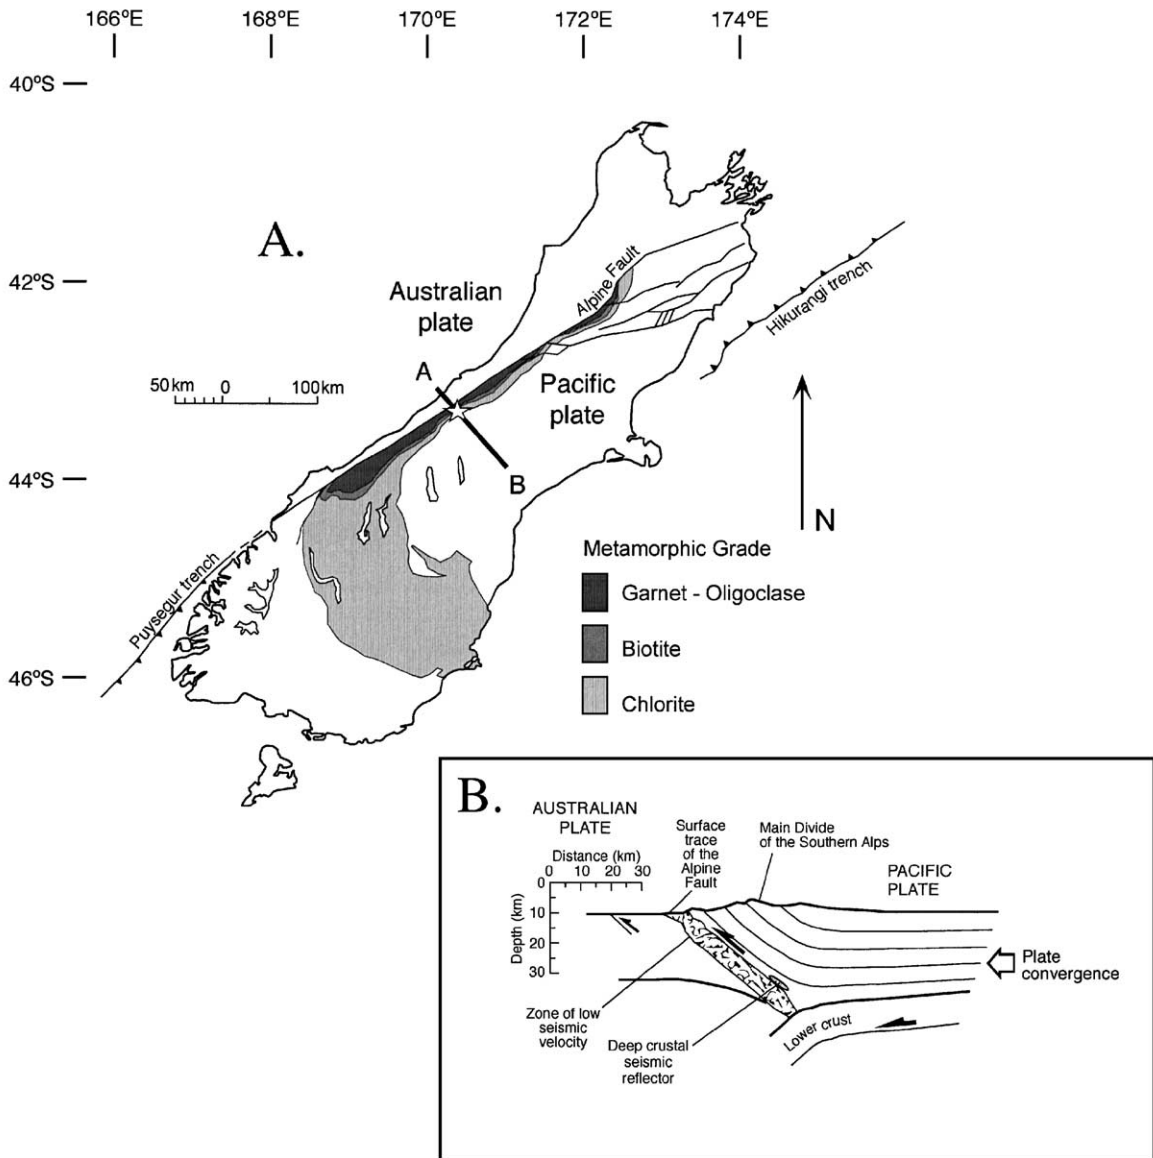 166ºE 168ºE 170ºE 172ºE 174ºE
40ºS
A.
42ºS
Alpine Fault
Hikurangi trench
Australian
plate
A
50 km 0 100km
Pacific
plate
44ºS
B
N
Metamorphic Grade
Garnet - Oligoclase
Puysegur trench
Biotite
46ºS
Chlorite
B.
AUSTRALIAN
PLATE
Surface
trace
of the
Alpine
Fault
Main Divide
of the Southern Alps
Distance (km)
0 10 20 30
PACIFIC
PLATE
Depth (km)
0
10
20
30
Plate
convergence
Zone of low
seismic
velocity
Deep crustal
seismic
reflector
Lower crust